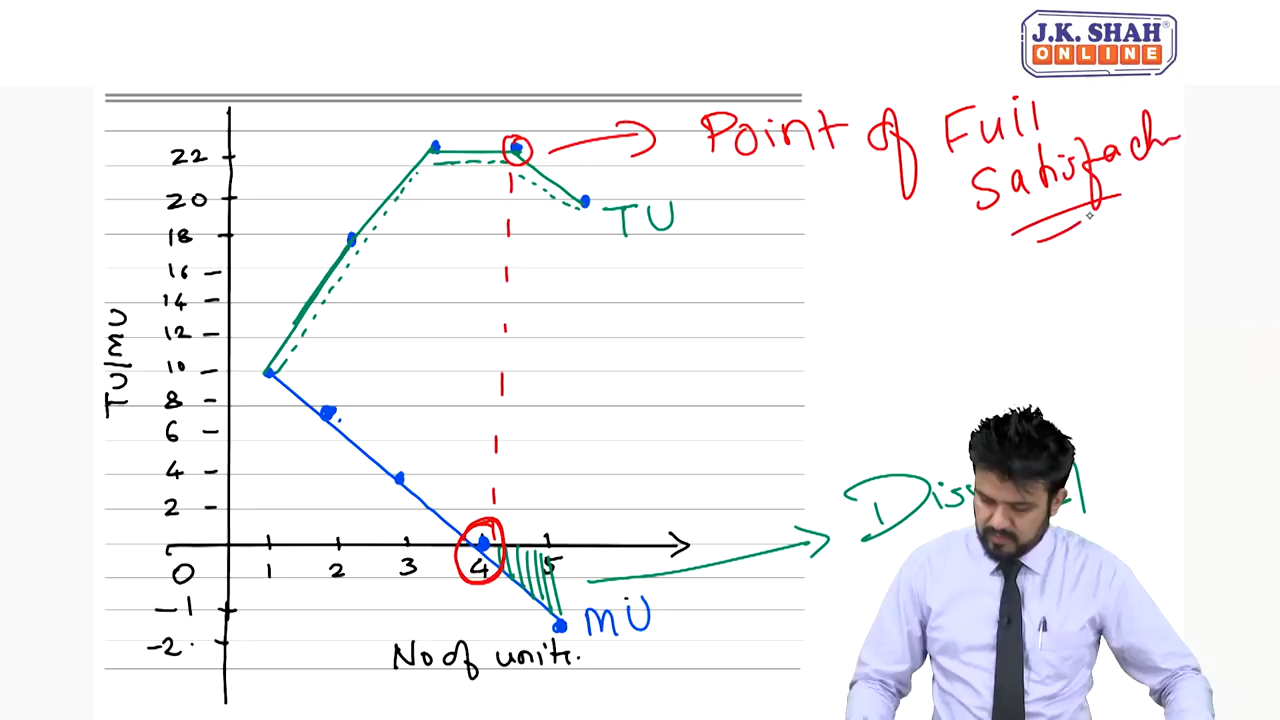 J.K. SHAH®
ONLINE
Point of Full
22
20
TU
18
16
14
12
10
8
6
4
2
TU/MU
0 1 2 3 4 5
-1
-2
MU
No of units.